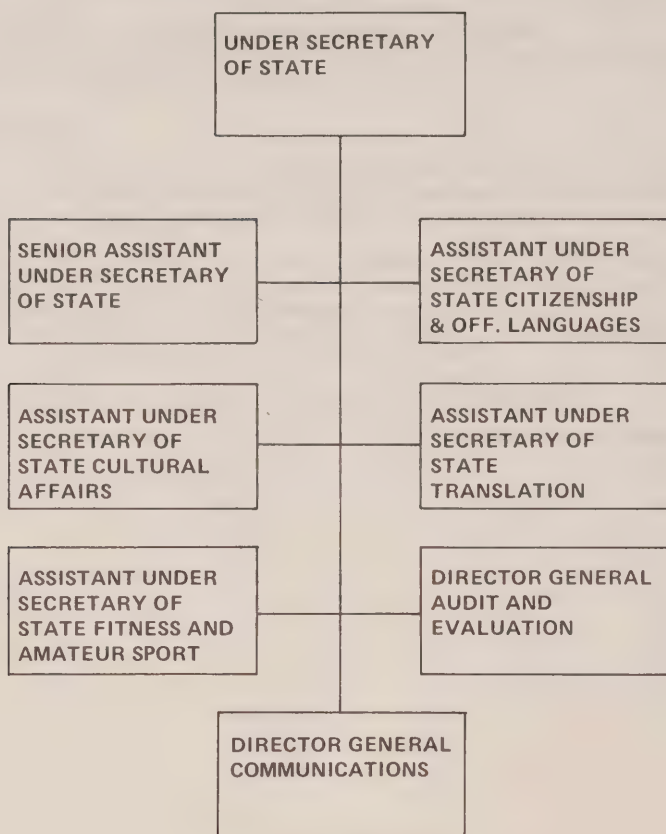 UNDER SECRETARY
OF STATE
SENIOR ASSISTANT
UNDER SECRETARY
OF STATE
ASSISTANT UNDER
SECRETARY OF
STATE CITIZENSHIP
& OFF. LANGUAGES
ASSISTANT UNDER
SECRETARY OF
STATE CULTURAL
AFFAIRS
ASSISTANT UNDER
SECRETARY OF
STATE
TRANSLATION
ASSISTANT UNDER
SECRETARY OF
STATE FITNESS AND
AMATEUR SPORT
DIRECTOR GENERAL
AUDIT AND
EVALUATION
DIRECTOR GENERAL
COMMUNICATIONS